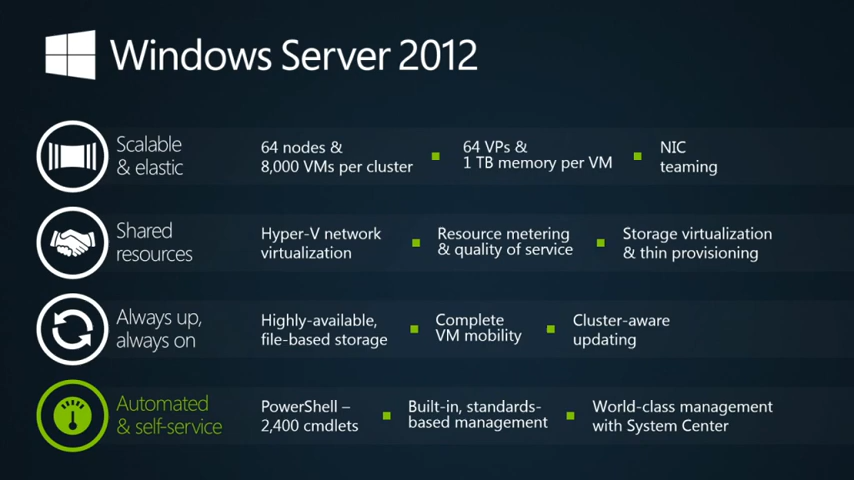 Windows Server 2012
Scalable
& elastic
64 nodes &
8,000 VMs per cluster
64 VPs &
1 TB memory per VM
NIC
teaming
Shared
resources
Hyper-V network
virtualization
Resource metering
& quality of service
Storage virtualization
& thin provisioning
Always up,
always on
Highly-available,
file-based storage
Complete
VM mobility
Cluster-aware
updating
Automated
& self-service
PowerShell –
2,400 cmdlets
Built-in, standards-
based management
World-class management
with System Center